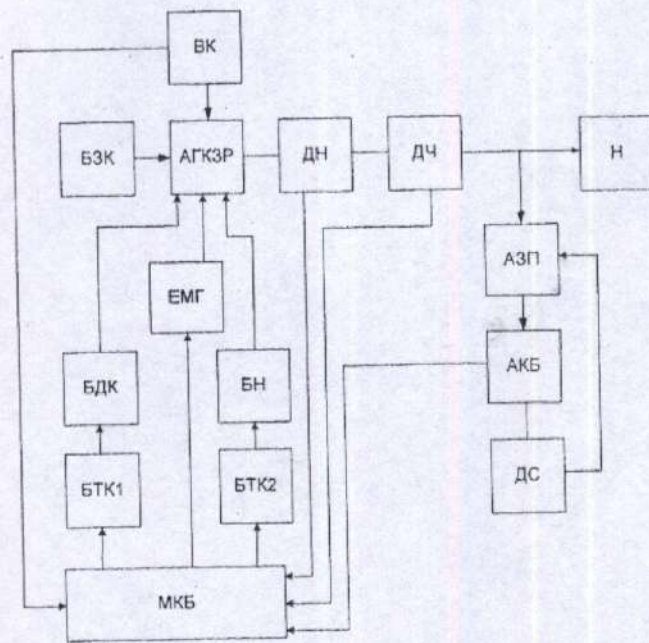 ВК
БЗК
АГКЗР
ДН
ДЧ
Н
АЗП
ЕМГ
АКБ
БДК
БН
ДС
БТК1
БТК2
МКБ